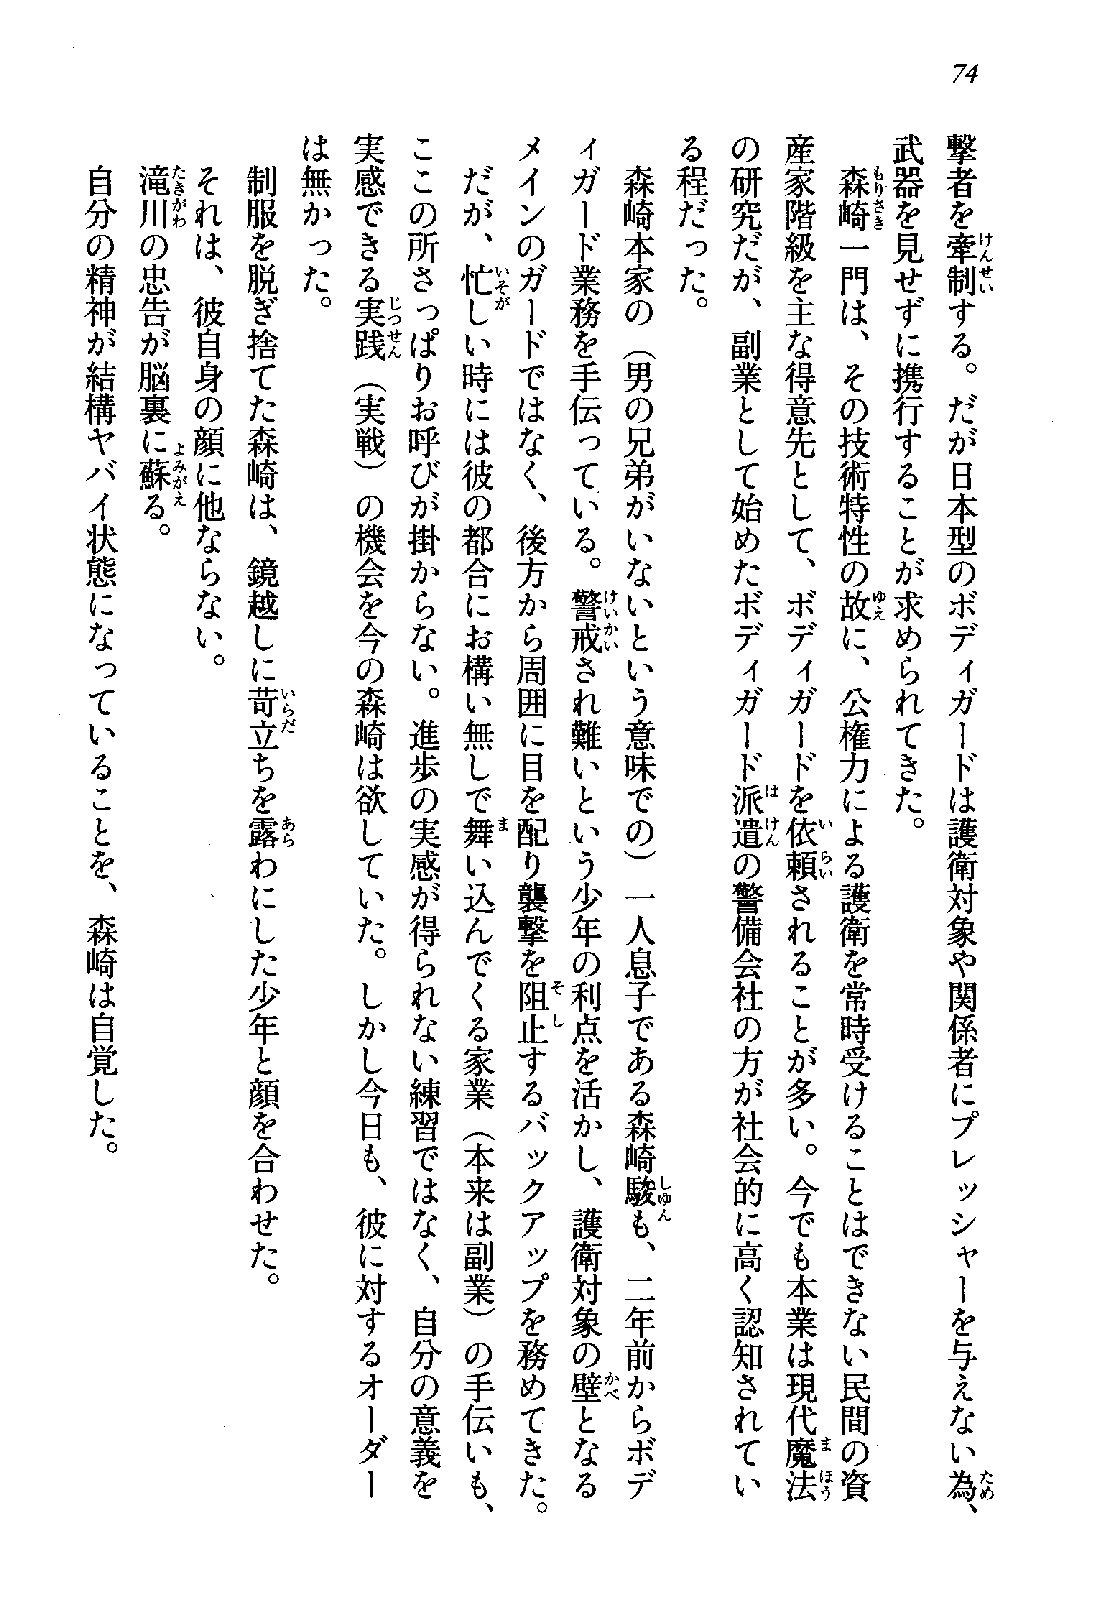 74
撃者を牽制する。だが日本型のボディガードは護衛対象や関係者にプレッシャーを与えない為、
武器を見せずに携行することが求められてきた。
森崎一門は、その技術特性の故に、公権力による護衛を常時受けることはできない民間の資
産家階級を主な得意先として、ボディガードを依頼されることが多い。今でも本業は現代魔法
の研究だが、副業として始めたボディガード派遣の警備会社の方が社会的に高く認知されてい
る程だった。
森崎本家の（男の兄弟がいないという意味での）一人息子である森崎駿も、二年前からボデ
ィガード業務を手伝っている。警戒され難いという少年の利点を活かし、護衛対象の壁となる
メインのガードではなく、後方から周囲に目を配り襲撃を阻止するバックアップを務めてきた。
だが、忙しい時には彼の都合にお構い無しで舞い込んでくる家業（本来は副業）の手伝いも、
ここの所さっぱりお呼びが掛からない。進歩の実感が得られない練習ではなく、自分の意義を
実感できる実践（実戦）の機会を今の森崎は欲していた。しかし今日も、彼に対するオーダー
は無かった。
制服を脱ぎ捨てた森崎は、鏡越しに苛立ちを露わにした少年と顔を合わせた。
それは、彼自身の顔に他ならない。
滝川の忠告が脳裏に蘇る。
自分の精神が結構ヤバイ状態になっていることを、森崎は自覚した。